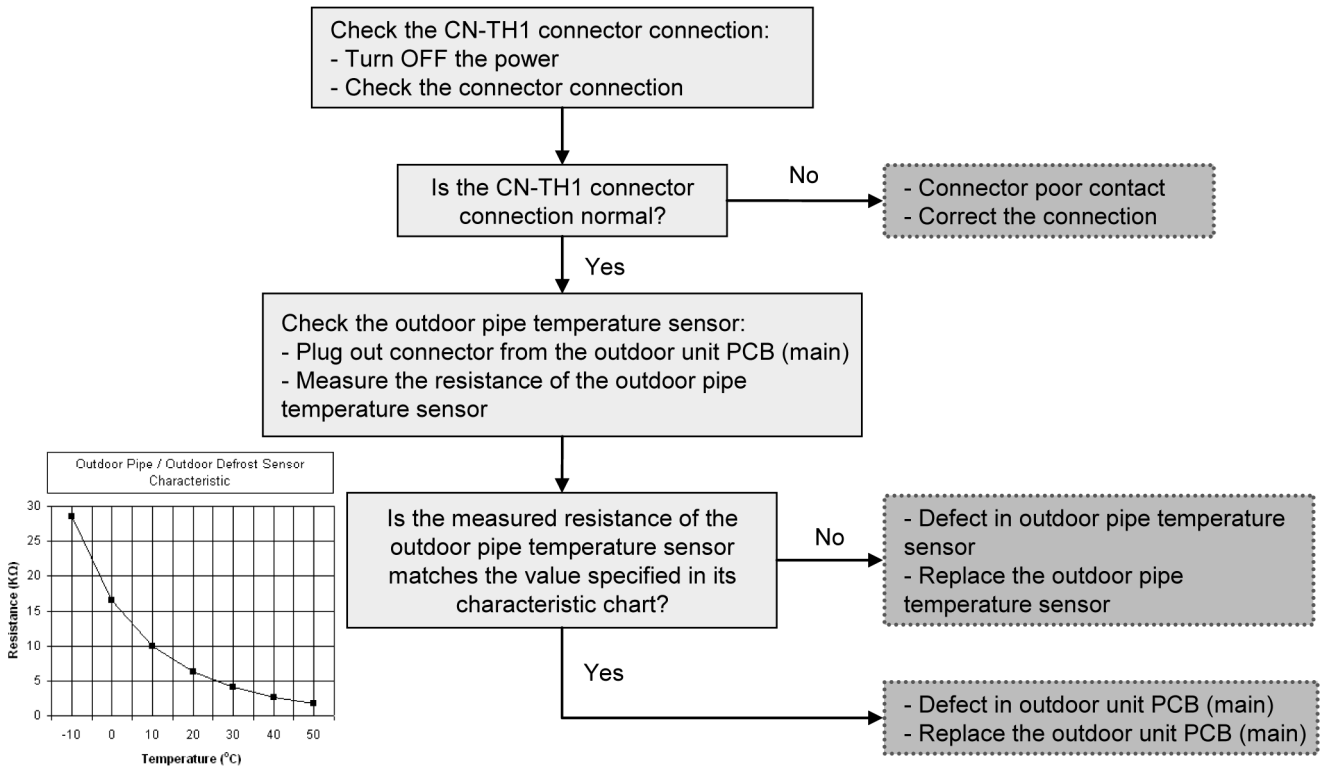 Check the CN-TH1 connector connection:
- Turn OFF the power
- Check the connector connection
Is the CN-TH1 connector
connection normal?
No
- Connector poor contact
- Correct the connection
Yes
Check the outdoor pipe temperature sensor:
- Plug out connector from the outdoor unit PCB (main)
- Measure the resistance of the outdoor pipe
temperature sensor
Outdoor Pipe / Outdoor Defrost Sensor
Characteristic
Resistance (KΩ)
30
25
20
15
10
5
0
-10 0 10 20 30 40 50
Temperature (°C)
Is the measured resistance of the
outdoor pipe temperature sensor
matches the value specified in its
characteristic chart?
No
- Defect in outdoor pipe temperature
sensor
- Replace the outdoor pipe
temperature sensor
Yes
- Defect in outdoor unit PCB (main)
- Replace the outdoor unit PCB (main)